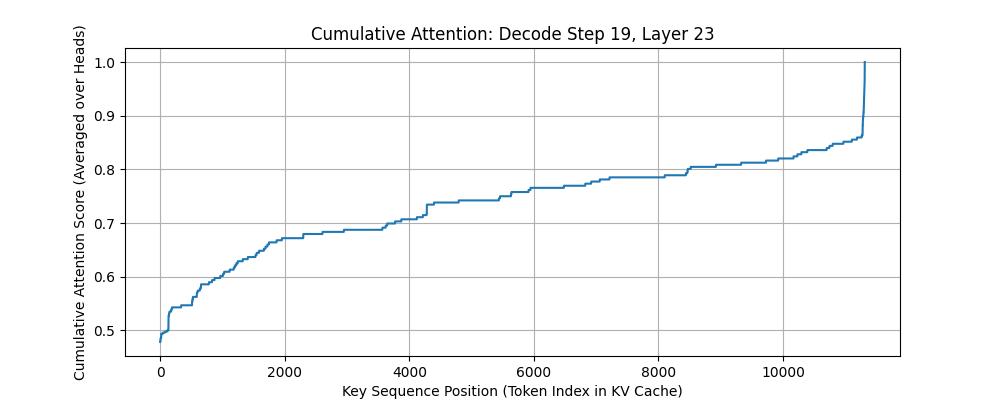 Cumulative Attention: Decode Step 19, Layer 23
Cumulative Attention Score (Averaged over Heads)
1.0
0.9
0.8
0.7
0.6
0.5
0 2000 4000 6000 8000 10000
Key Sequence Position (Token Index in KV Cache)